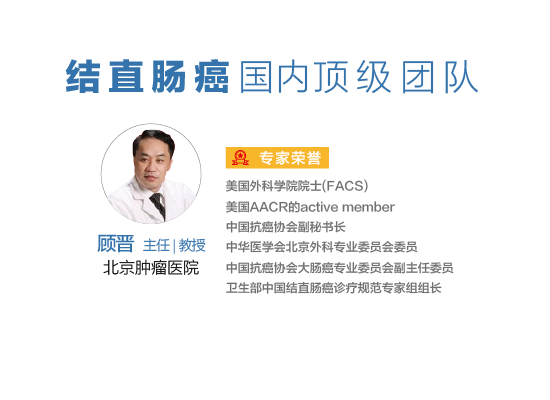 结直肠癌国内顶级团队
专家荣誉
美国外科学院院士(FACS)
美国AACR的active member
中国抗癌协会副秘书长
中华医学会北京外科专业委员会委员
中国抗癌协会大肠癌专业委员会副主任委员
卫生部中国结直肠癌诊疗规范专家组组长
顾晋 主任|教授
北京肿瘤医院